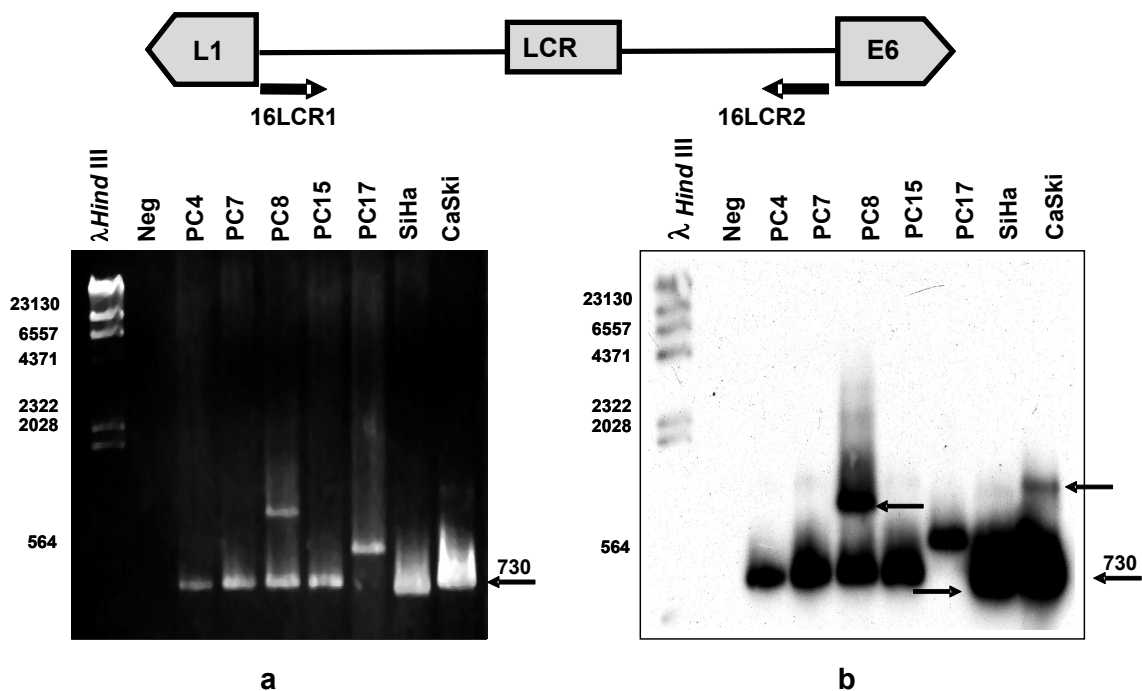 L1 LCR E6
16LCR1 16LCR2
λ Hind III Neg PC4 PC7 PC8 PC15 PC17 SiHa CaSki
23130
6557
4371
2322
2028
564
730
a
λ Hind III Neg PC4 PC7 PC8 PC15 PC17 SiHa CaSki
23130
6557
4371
2322
2028
564
730
b